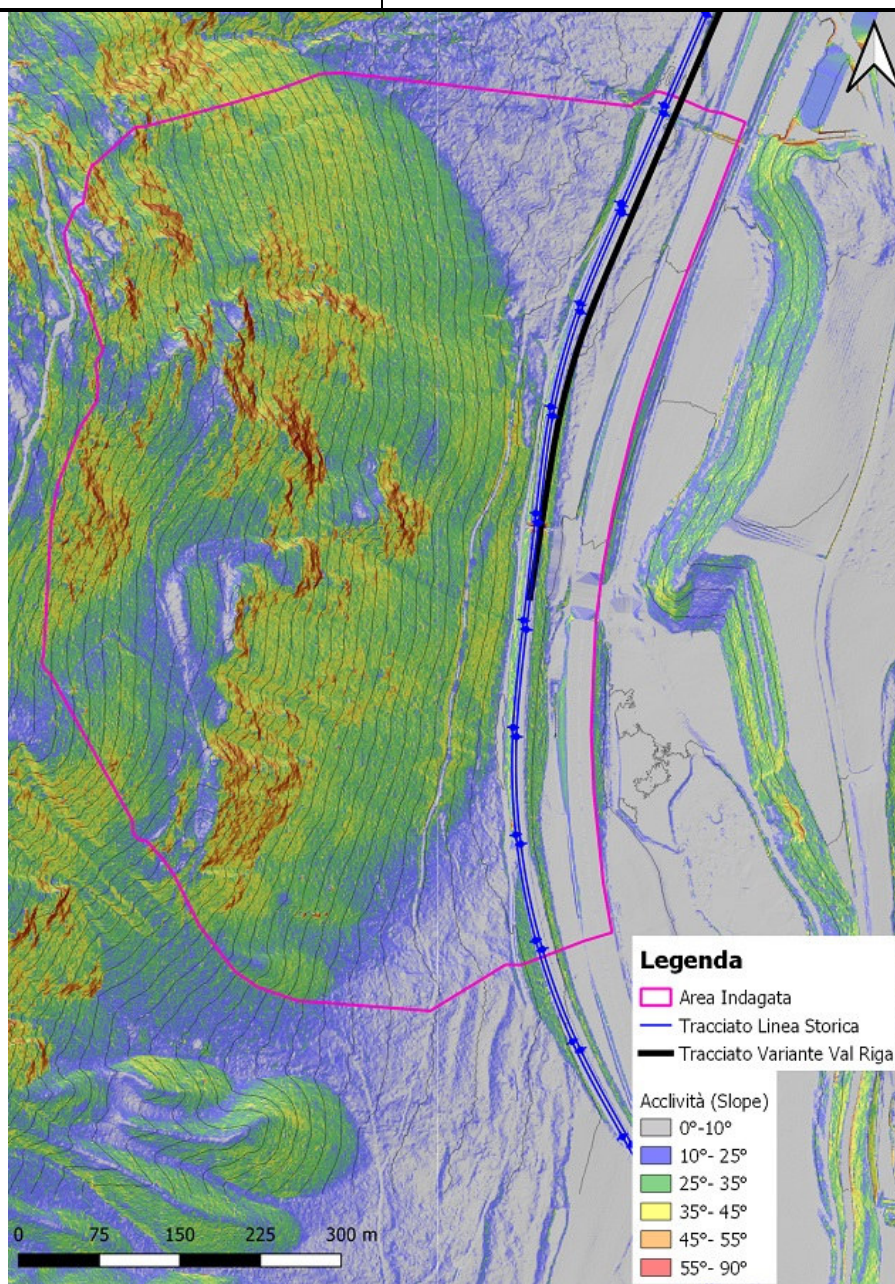 Legenda
Area Indagata
Tracciato Linea Storica
Tracciato Variante Val Riga
Acclività (Slope)
0°-10°
10°- 25°
25°- 35°
35°- 45°
45°- 55°
55°- 90°
0 75 150 225 300 m